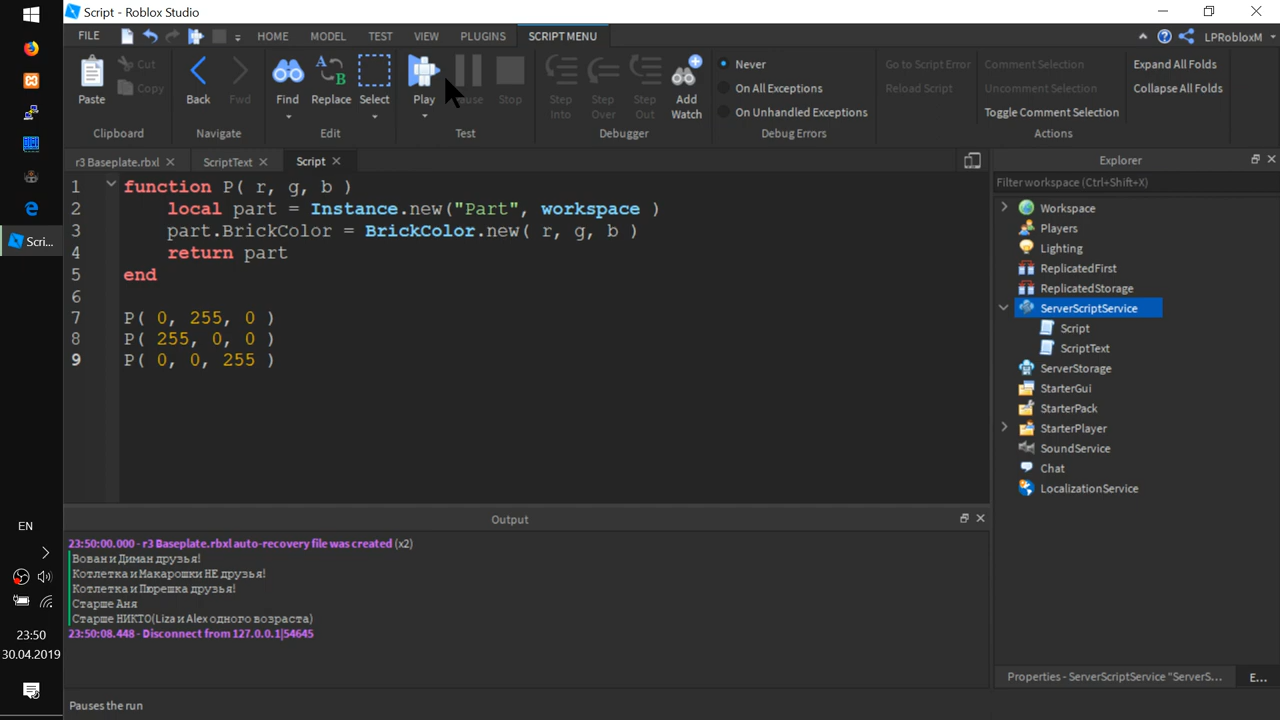 Script - Roblox Studio
FILE
HOME
MODEL
TEST
VIEW
PLUGINS
SCRIPT MENU
LPRobloxM
Paste
Cut
Copy
Clipboard
Back
Fwd
Navigate
Find
Replace
Select
Edit
Play
Stop
Test
Step Into
Step Over
Step Out
Add Watch
Debugger
Never
On All Exceptions
On Unhandled Exceptions
Debug Errors
Go to Script Error
Reload Script
Comment Selection
Uncomment Selection
Toggle Comment Selection
Expand All Folds
Collapse All Folds
Actions
r3 Baseplate.rbxl
ScriptText
Script
1 function P( r, g, b )
2 local part = Instance.new("Part", workspace )
3 part.BrickColor = BrickColor.new( r, g, b )
4 return part
5 end
6
7 P( 0, 255, 0 )
8 P( 255, 0, 0 )
9 P( 0, 0, 255 )
Explorer
Filter workspace (Ctrl+Shift+X)
Workspace
Players
Lighting
ReplicatedFirst
ReplicatedStorage
ServerScriptService
Script
ScriptText
ServerStorage
StarterGui
StarterPack
StarterPlayer
SoundService
Chat
LocalizationService
Properties - ServerScriptService "ServerS...
E...
Output
23:50:00.000 - r3 Baseplate.rbxl auto-recovery file was created (x2)
Вован и Диман друзья!
Котлетка и Макарошки НЕ друзья!
Котлетка и Пюрешка друзья!
Старше Аня
Старше НИКТО(Liza и Alex одного возраста)
23:50:08.448 - Disconnect from 127.0.0.1|54645
Pauses the run
Scri...
EN
23:50
30.04.2019